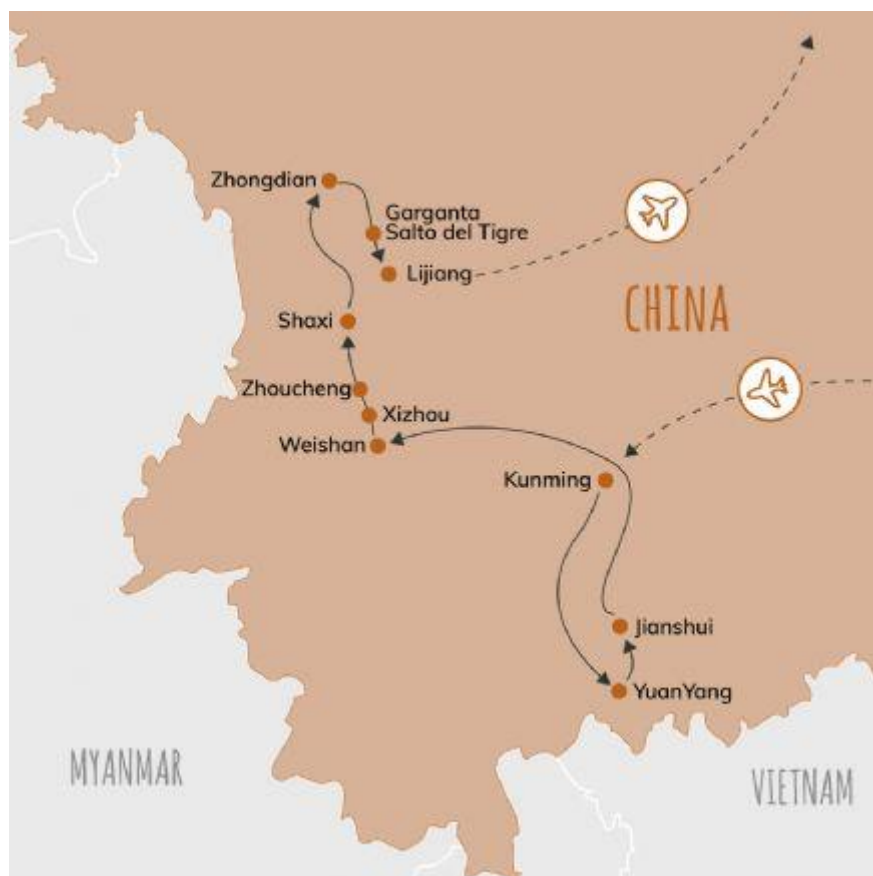 Zhongdian
Garganta
Salto del Tigre
Lijiang
CHINA
Shaxi
Zhoucheng
Xizhou
Weishan
Kunming
Jianshui
YuanYang
MYANMAR
VIETNAM